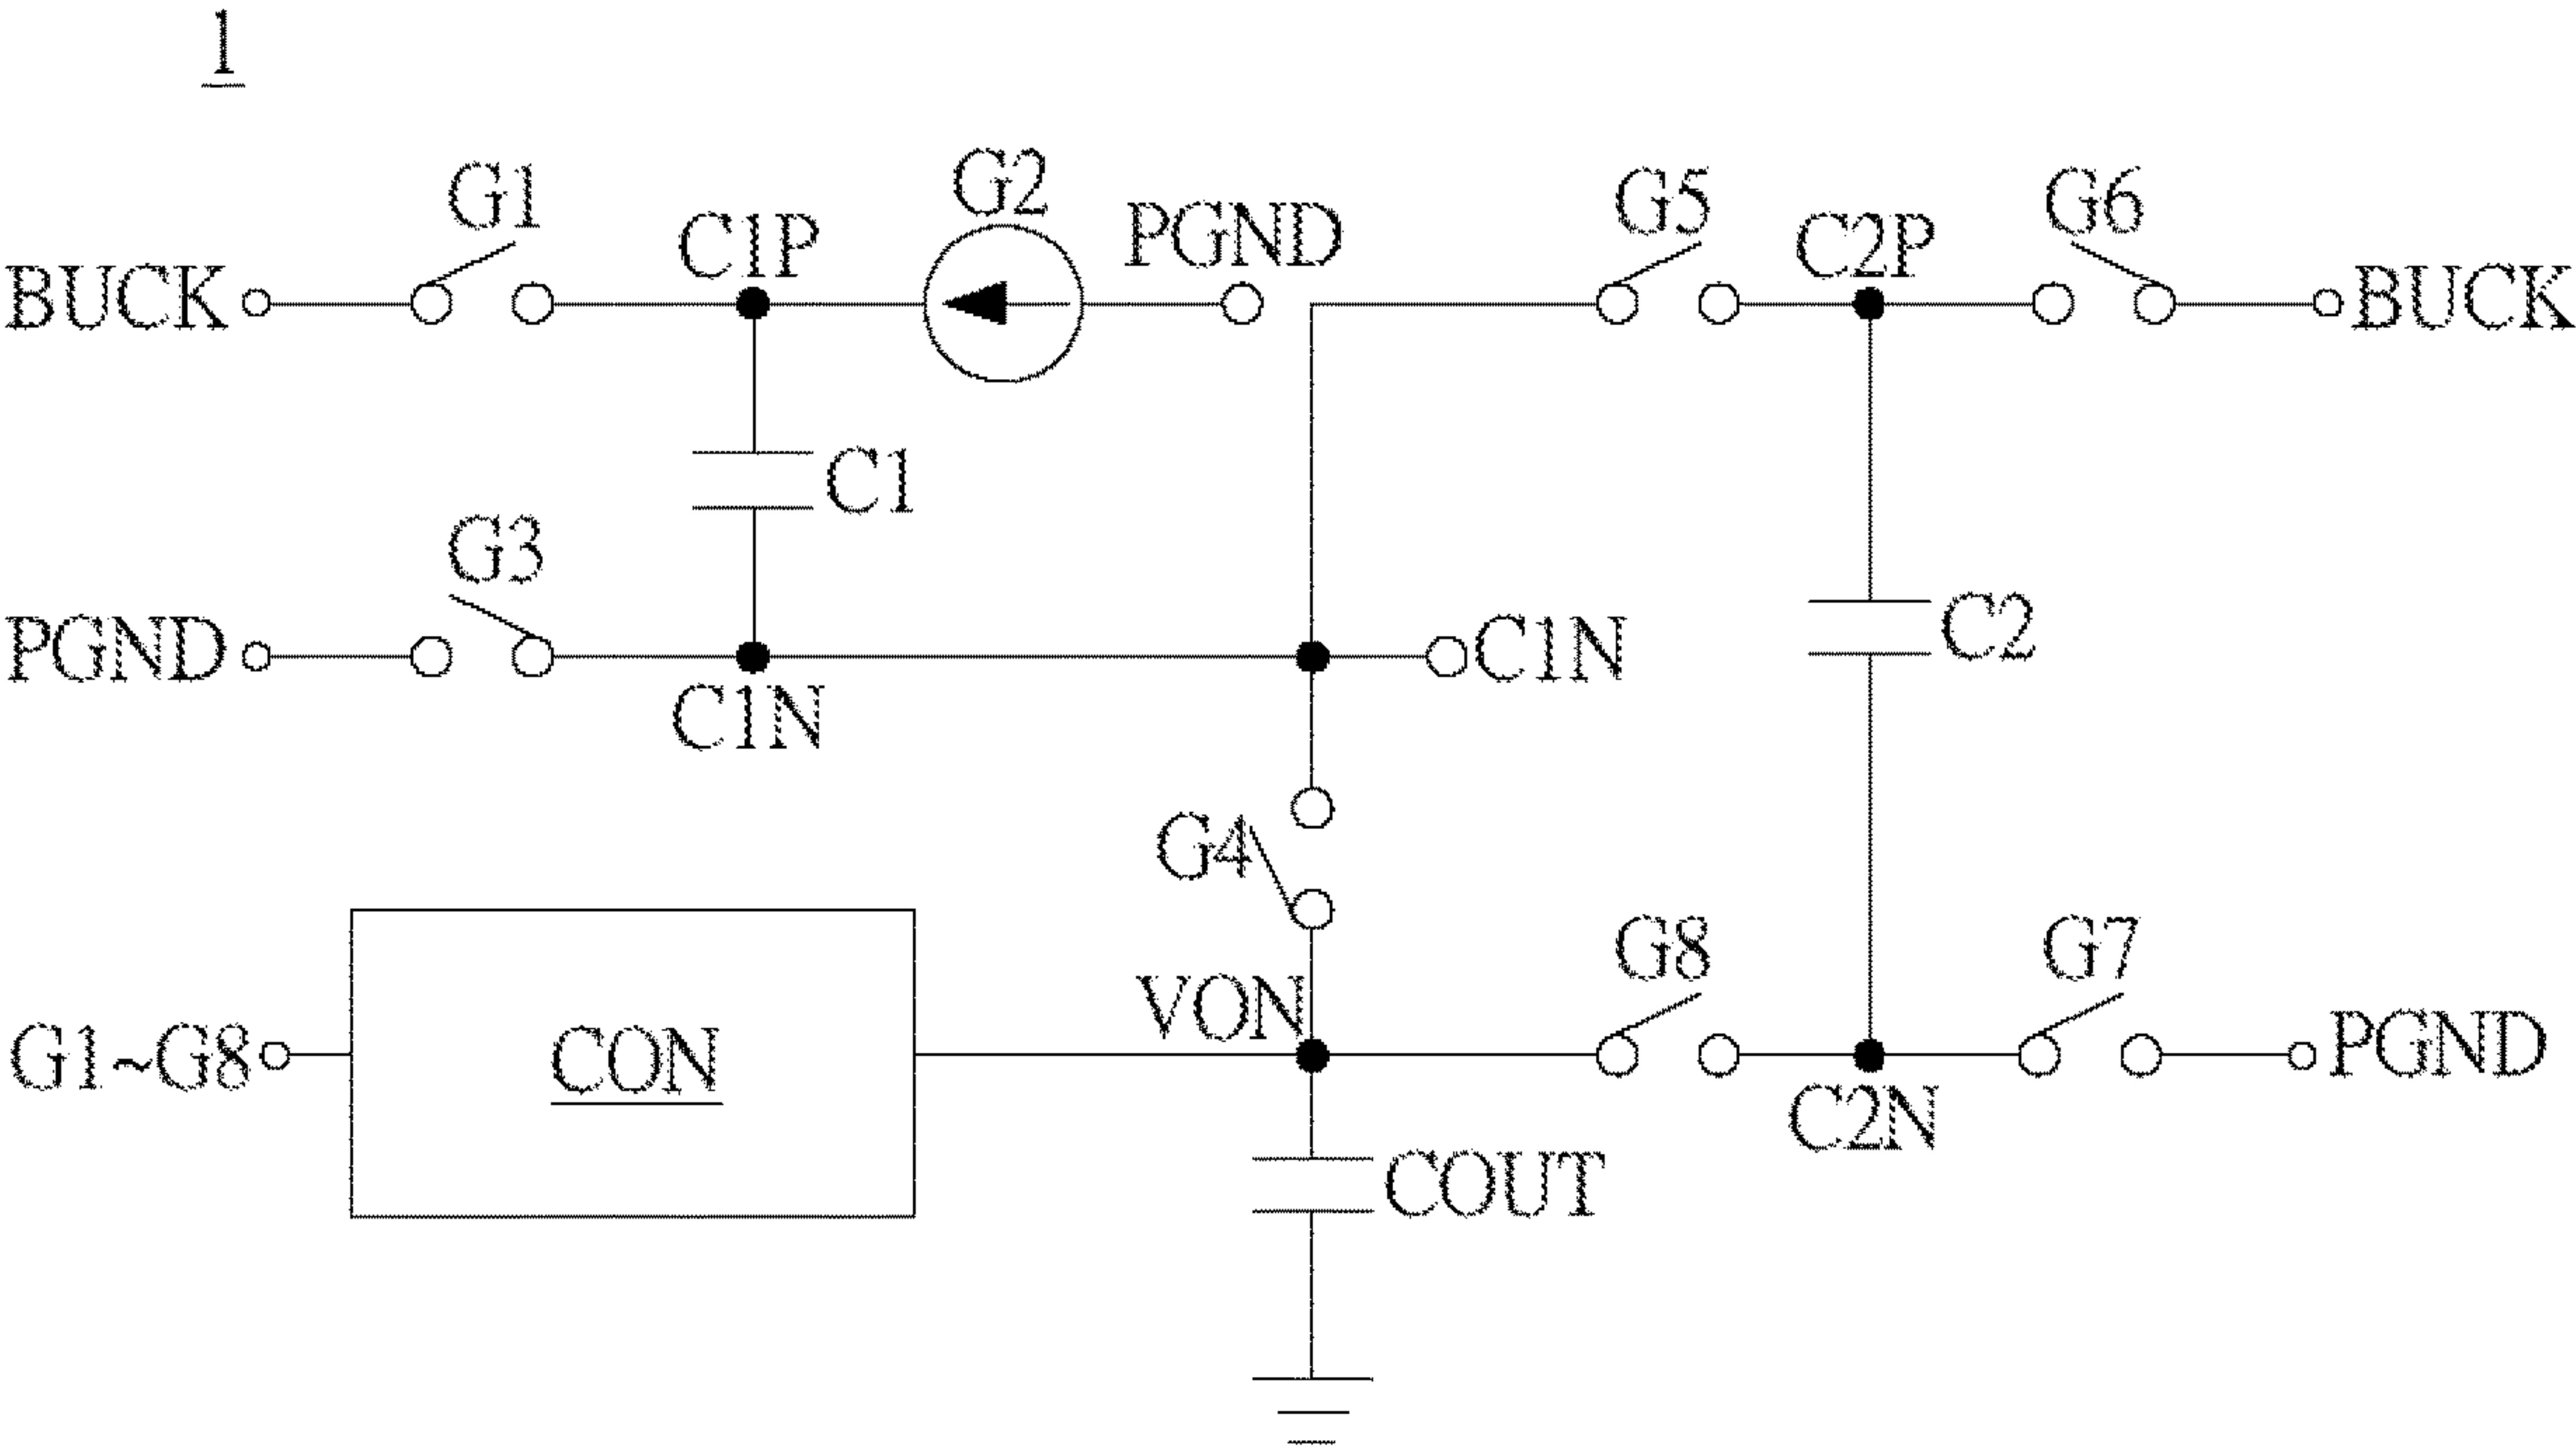 1
G1
G2
G5
G6
C1P
PGND
C2P
BUCK
BUCK
C1
G3
C2
PGND
C1N
C1N
G4
G8
G7
VON
G1~G8
CON
PGND
C2N
COUT